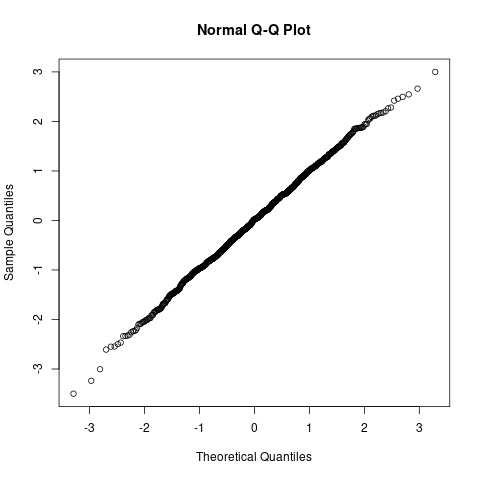 Normal Q-Q Plot
3
2
1
0
-1
-2
-3
Sample Quantiles
-3 -2 -1 0 1 2 3
Theoretical Quantiles